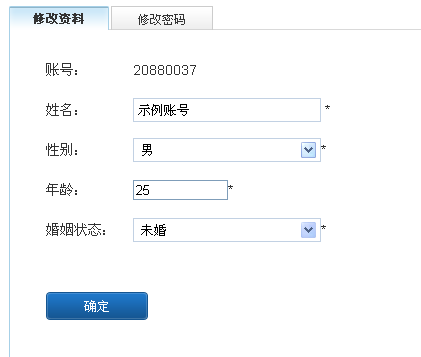 修改资料 修改密码
账号： 20880037
姓名： 示例账号 *
性别： 男 *
年龄： 25 *
婚姻状态： 未婚 *
确定